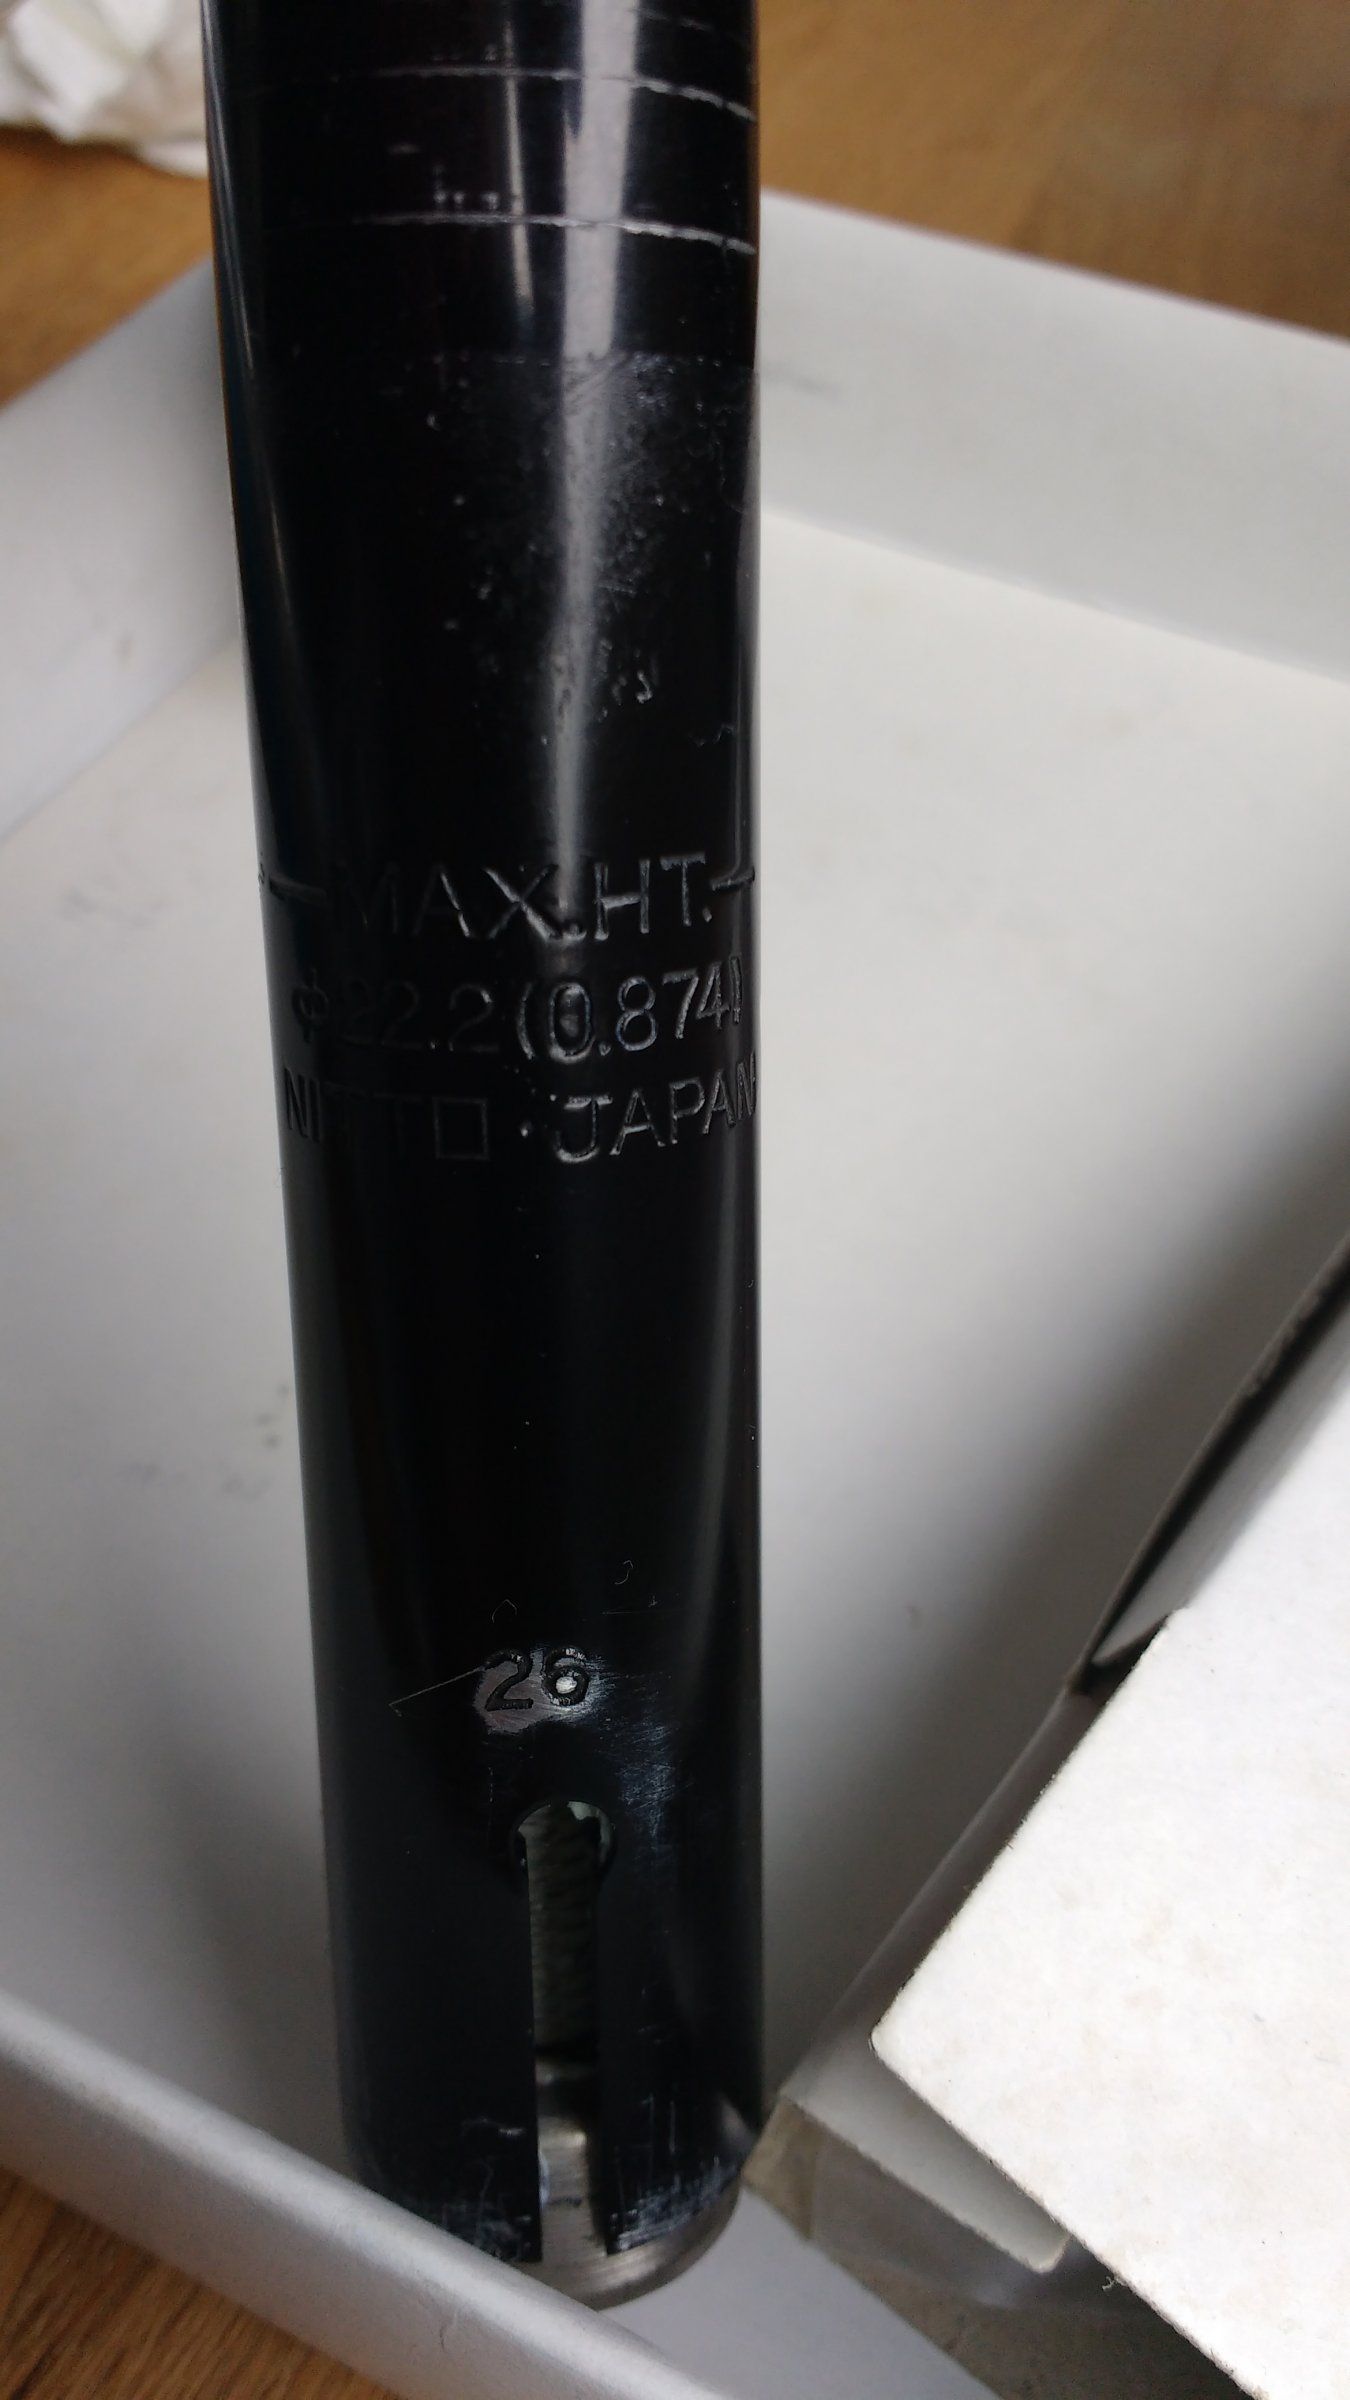 MAX.HT.
φ22.2(0.874)
NITTO・JAPAN
26